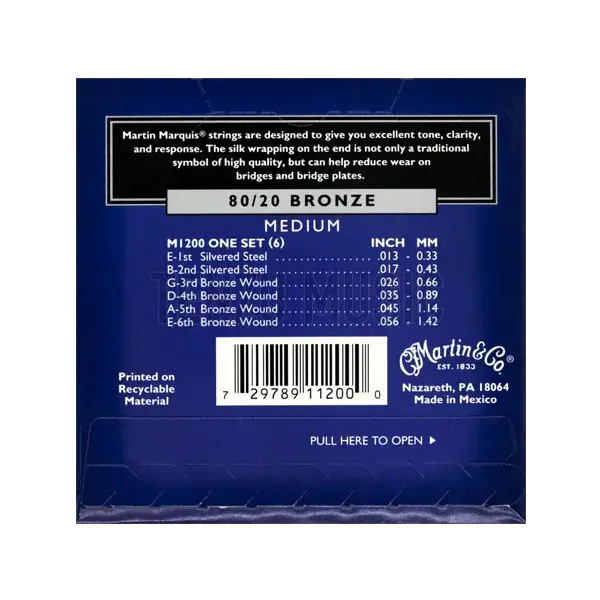 Martin Marquis® strings are designed to give you excellent tone, clarity,
and response. The silk wrapping on the end is not only a traditional
symbol of high quality, but can help reduce wear on
bridges and bridge plates.
80/20 BRONZE
MEDIUM
M1200 ONE SET (6) INCH MM
E-1st Silvered Steel .013 - 0.33
B-2nd Silvered Steel .017 - 0.43
G-3rd Bronze Wound .026 - 0.66
D-4th Bronze Wound .035 - 0.89
A-5th Bronze Wound .045 - 1.14
E-6th Bronze Wound .056 - 1.42
Printed on
Recyclable
Material
7 29789 11200 0
CF Martin & Co.®
EST. 1833
Nazareth, PA 18064
Made in Mexico
PULL HERE TO OPEN ▶